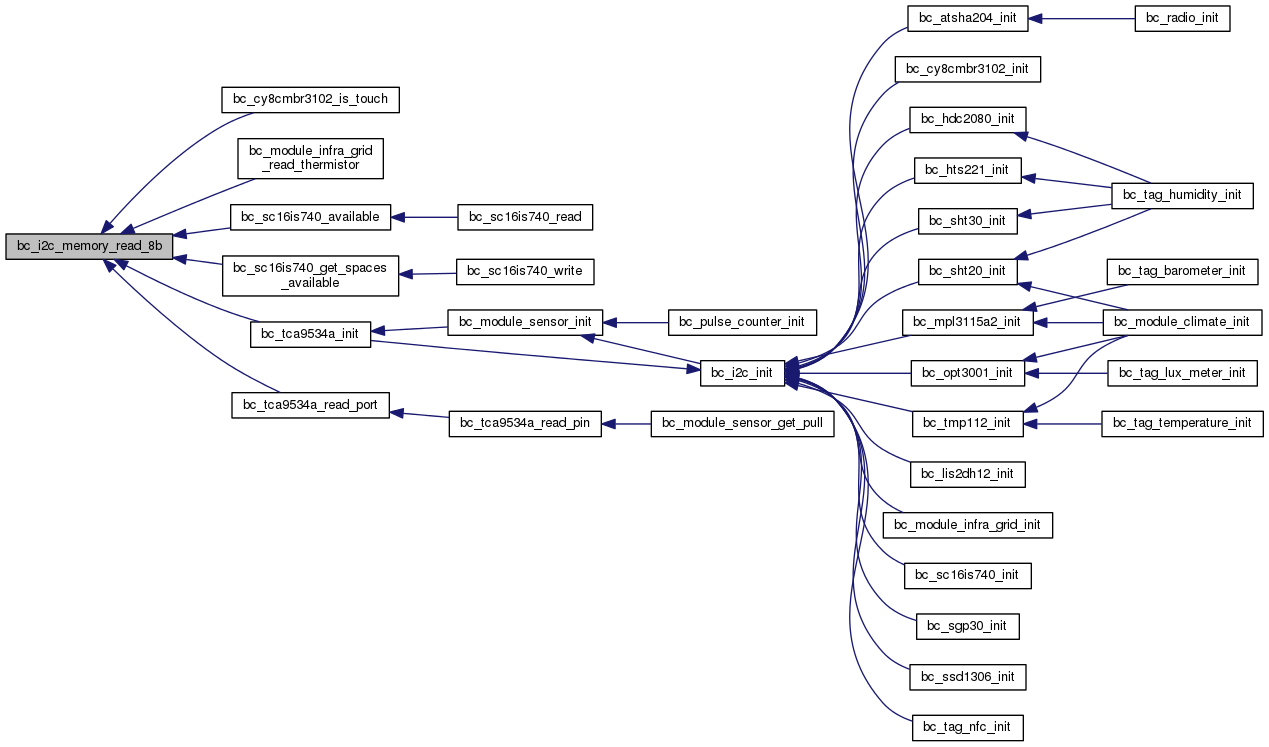 bc_i2c_memory_read_8b
bc_cy8cmbr3102_is_touch
bc_module_infra_grid
_read_thermistor
bc_sc16is740_available
bc_sc16is740_get_spaces
_available
bc_tca9534a_init
bc_tca9534a_read_port
bc_sc16is740_read
bc_sc16is740_write
bc_module_sensor_init
bc_tca9534a_read_pin
bc_pulse_counter_init
bc_i2c_init
bc_module_sensor_get_pull
bc_atsha204_init
bc_cy8cmbr3102_init
bc_hdc2080_init
bc_hts221_init
bc_sht30_init
bc_sht20_init
bc_mpl3115a2_init
bc_opt3001_init
bc_tmp112_init
bc_lis2dh12_init
bc_module_infra_grid_init
bc_sc16is740_init
bc_sgp30_init
bc_ssd1306_init
bc_tag_nfc_init
bc_radio_init
bc_tag_humidity_init
bc_tag_barometer_init
bc_module_climate_init
bc_tag_lux_meter_init
bc_tag_temperature_init